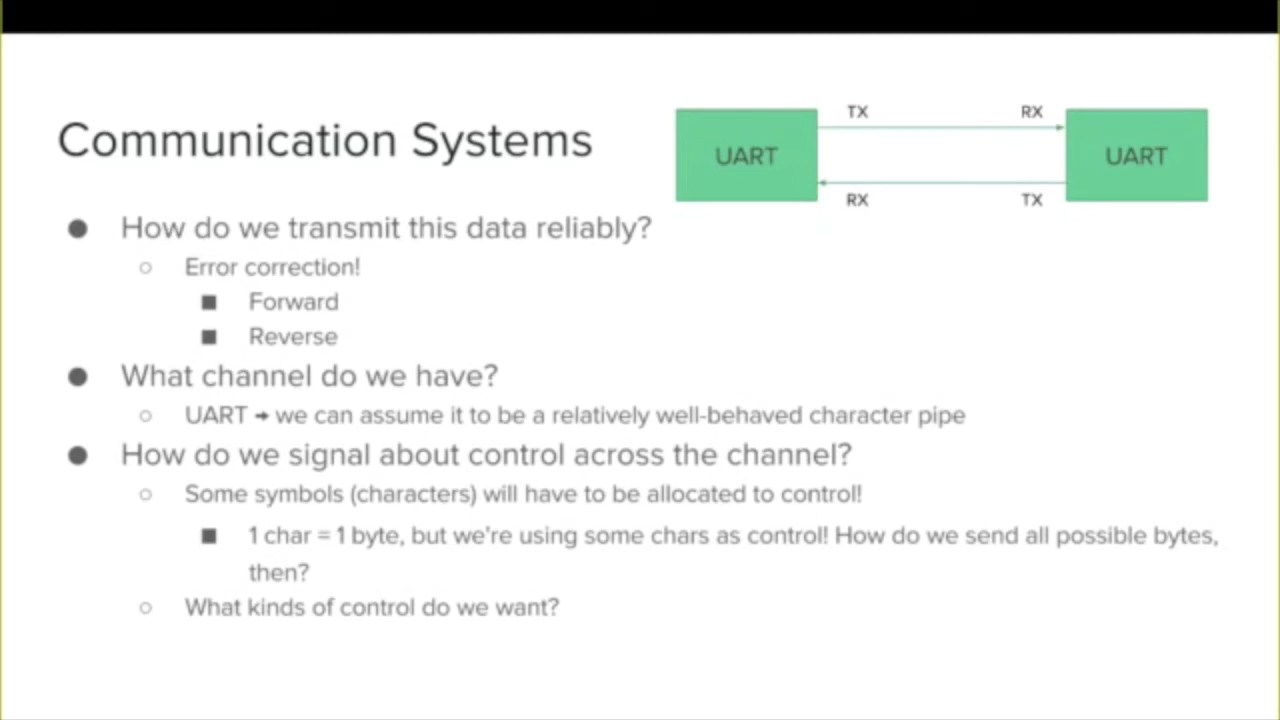 Communication Systems
TX
RX
UART
UART
RX
TX
● How do we transmit this data reliably?
○ Error correction!
■ Forward
■ Reverse
● What channel do we have?
○ UART → we can assume it to be a relatively well-behaved character pipe
● How do we signal about control across the channel?
○ Some symbols (characters) will have to be allocated to control!
■ 1 char = 1 byte, but we're using some chars as control! How do we send all possible bytes,
then?
○ What kinds of control do we want?